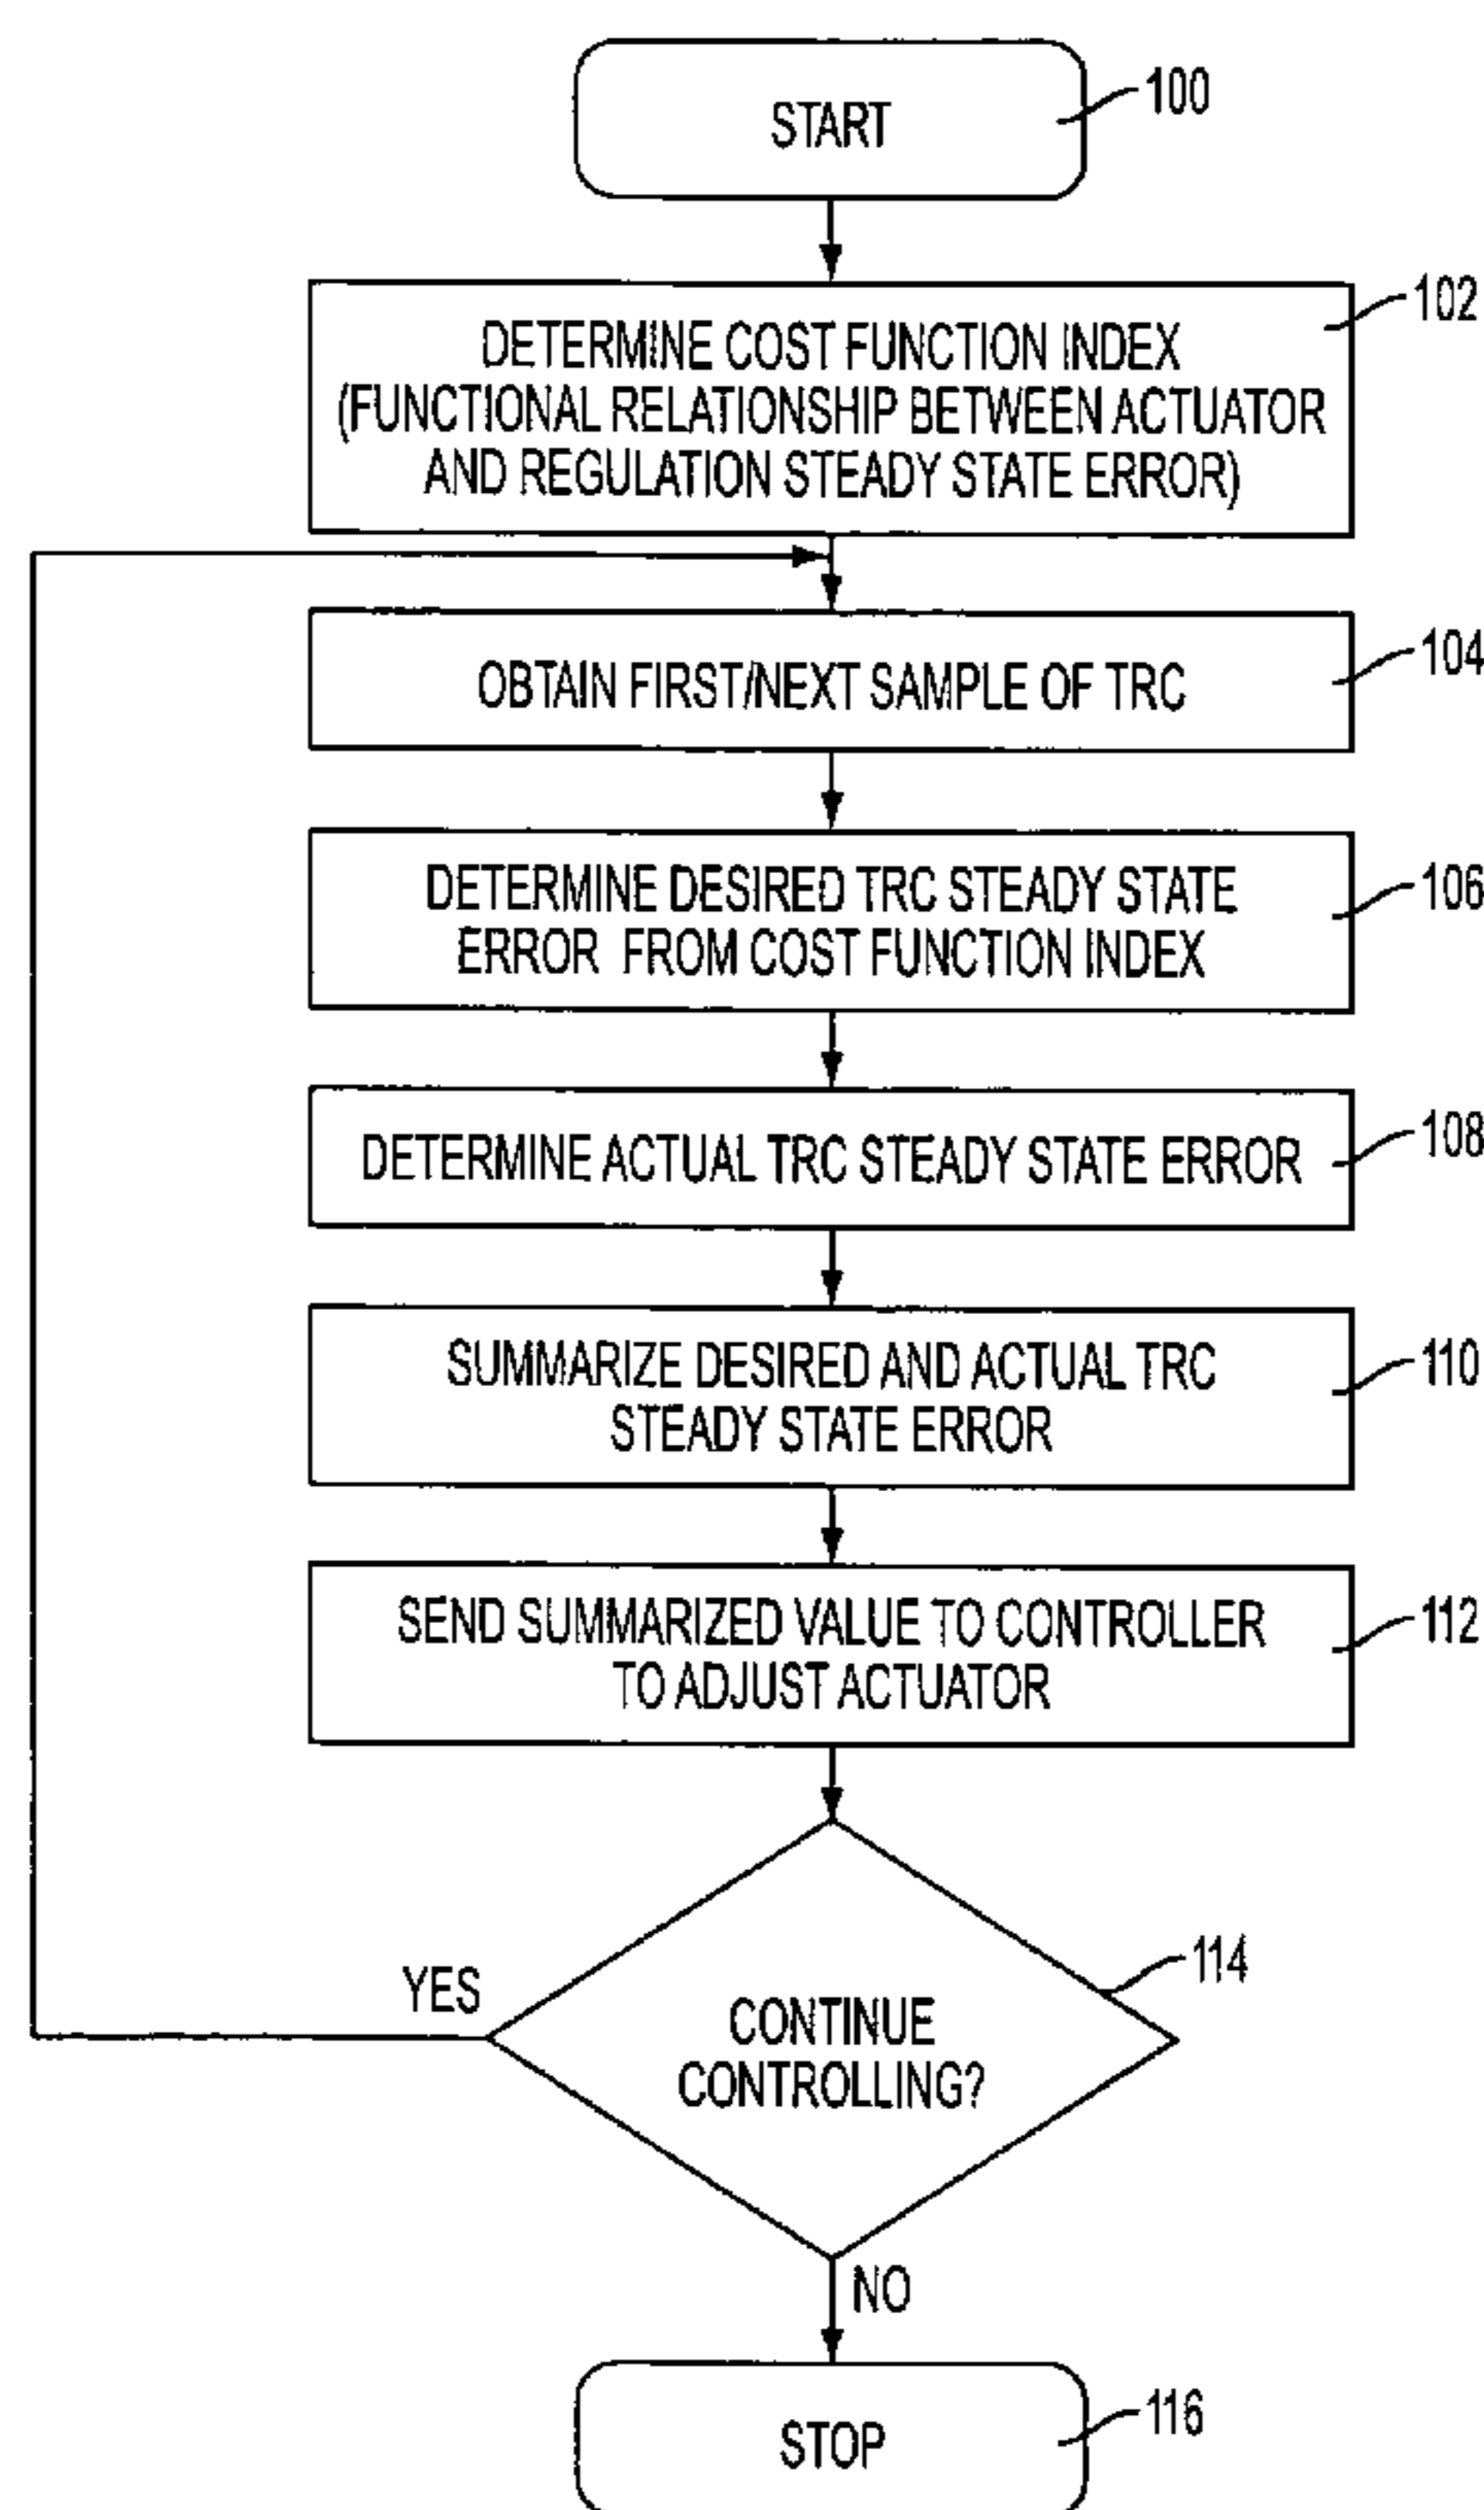 START
100
DETERMINE COST FUNCTION INDEX
(FUNCTIONAL RELATIONSHIP BETWEEN ACTUATOR
AND REGULATION STEADY STATE ERROR)
102
OBTAIN FIRST/NEXT SAMPLE OF TRC
104
DETERMINE DESIRED TRC STEADY STATE
ERROR FROM COST FUNCTION INDEX
106
DETERMINE ACTUAL TRC STEADY STATE ERROR
108
SUMMARIZE DESIRED AND ACTUAL TRC
STEADY STATE ERROR
110
SEND SUMMARIZED VALUE TO CONTROLLER
TO ADJUST ACTUATOR
112
YES
CONTINUE
CONTROLLING?
114
NO
STOP
116